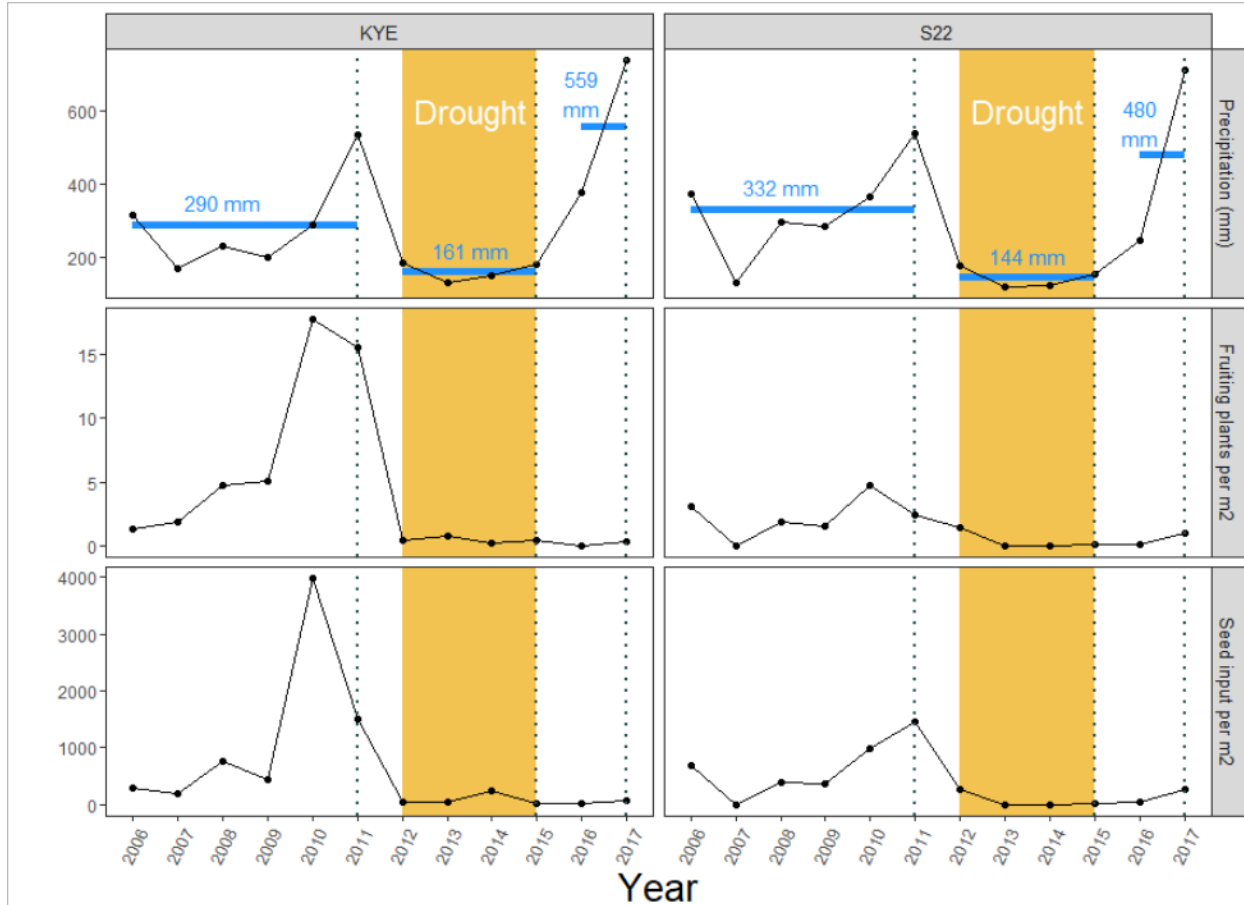 KYE
S22
600
400
200
290 mm
Drought
161 mm
559
mm
332 mm
Drought
144 mm
480
mm
Precipitation (mm)
15
10
5
0
Fruiting plants per m2
4000
3000
2000
1000
0
Seed input per m2
2006 2007 2008 2009 2010 2011 2012 2013 2014 2015 2016 2017
2006 2007 2008 2009 2010 2011 2012 2013 2014 2015 2016 2017
Year